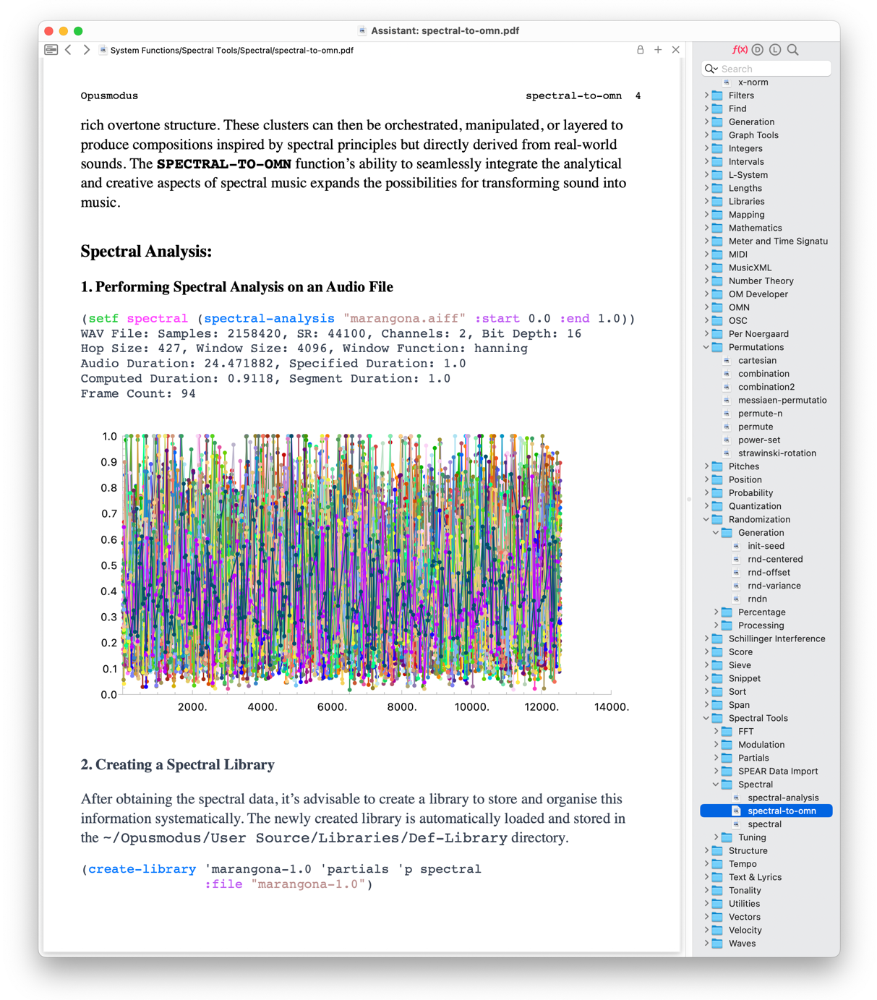 Assistant: spectral-to-omn.pdf
System Functions/Spectral Tools/Spectral/spectral-to-omn.pdf
Opusmodus spectral-to-omn 4
rich overtone structure. These clusters can then be orchestrated, manipulated, or layered to
produce compositions inspired by spectral principles but directly derived from real-world
sounds. The SPECTRAL-TO-OMN function’s ability to seamlessly integrate the analytical
and creative aspects of spectral music expands the possibilities for transforming sound into
music.
Spectral Analysis:
1. Performing Spectral Analysis on an Audio File
(setf spectral (spectral-analysis "marangona.aiff" :start 0.0 :end 1.0))
WAV File: Samples: 2158420, SR: 44100, Channels: 2, Bit Depth: 16
Hop Size: 427, Window Size: 4096, Window Function: hanning
Audio Duration: 24.471882, Specified Duration: 1.0
Computed Duration: 0.9118, Segment Duration: 1.0
Frame Count: 94
1.0
0.9
0.8
0.7
0.6
0.5
0.4
0.3
0.2
0.1
0.0
2000. 4000. 6000. 8000. 10000. 12000. 14000.
2. Creating a Spectral Library
After obtaining the spectral data, it’s advisable to create a library to store and organise this
information systematically. The newly created library is automatically loaded and stored in
the ~/Opusmodus/User Source/Libraries/Def-Library directory.
(create-library 'marangona-1.0 'partials 'p spectral
:file "marangona-1.0")
f(x) D L
Search
x-norm
Filters
Find
Generation
Graph Tools
Integers
Intervals
L-System
Lengths
Libraries
Mapping
Mathematics
Meter and Time Signatu
MIDI
MusicXML
Number Theory
OM Developer
OMN
OSC
Per Noergaard
Permutations
cartesian
combination
combination2
messiaen-permutatio
permute-n
permute
power-set
strawinski-rotation
Pitches
Position
Probability
Quantization
Randomization
Generation
init-seed
rnd-centered
rnd-offset
rnd-variance
rndn
Percentage
Processing
Schillinger Interference
Score
Sieve
Snippet
Sort
Span
Spectral Tools
FFT
Modulation
Partials
SPEAR Data Import
Spectral
spectral-analysis
spectral-to-omn
spectral
Tuning
Structure
Tempo
Text & Lyrics
Tonality
Utilities
Vectors
Velocity
Waves